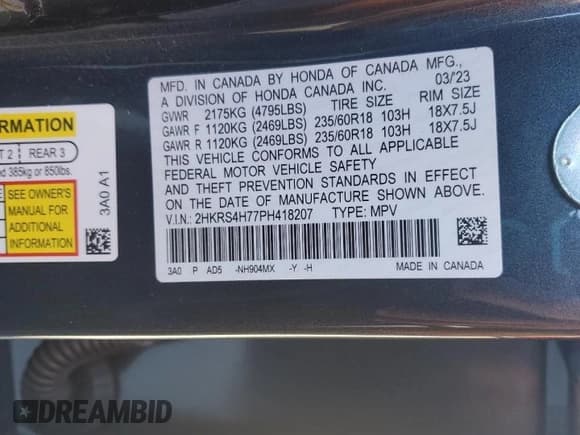 MFD. IN CANADA BY HONDA OF CANADA MFG.,
A DIVISION OF HONDA CANADA INC. 03/23
GVWR 2175KG (4795LBS) TIRE SIZE RIM SIZE
GAWR F 1120KG (2469LBS) 235/60R18 103H 18X7.5J
GAWR R 1120KG (2469LBS) 235/60R18 103H 18X7.5J
THIS VEHICLE CONFORMS TO ALL APPLICABLE
FEDERAL MOTOR VEHICLE SAFETY
AND THEFT PREVENTION STANDARDS IN EFFECT
ON THE DATE OF MANUFACTURE SHOWN ABOVE.
V.I.N.: 2HKRS4H77PH418207 TYPE: MPV
3A0 P AD5 -NH904MX -Y -H MADE IN CANADA
RMATION
T 2 REAR 3
ed 385kg or 850lbs.
SEE OWNER'S
MANUAL FOR
ADDITIONAL
INFORMATION
3A0 A1
DREAMBID